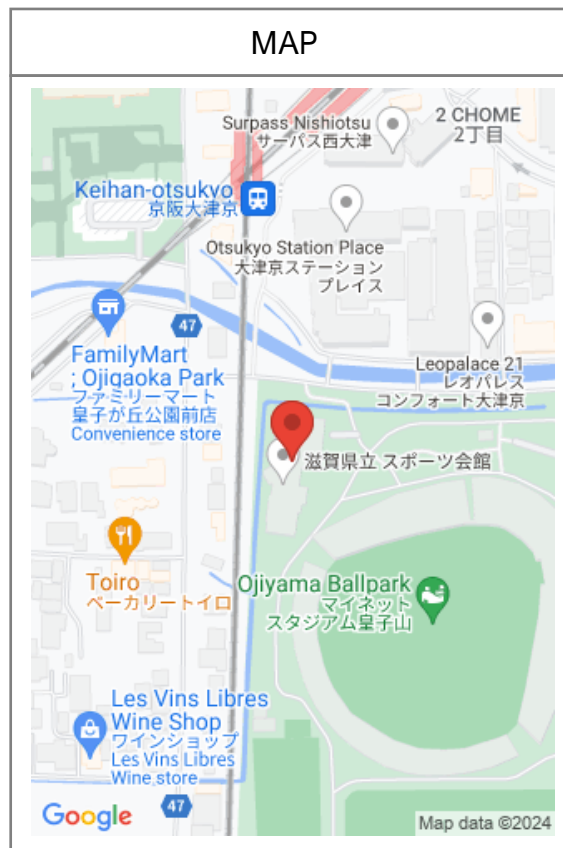 MAP
Surpass Nishiotsu
サーパス西大津
2 CHOME
2丁目
Keihan-otsukyo
京阪大津京
Otsukyo Station Place
大津京ステーション
プレイス
47
FamilyMart
; Ojigaoka Park
ファミリーマート
皇子が丘公園前店
Convenience store
Leopalace 21
レオパレス
コンフォート大津京
滋賀県立 スポーツ会館
Toiro
ベーカリートイロ
Ojiyama Ballpark
マイネット
スタジアム皇子山
Les Vins Libres
Wine Shop
ワインショップ
Les Vins Libres
Wine store
47
Google
Map data ©2024